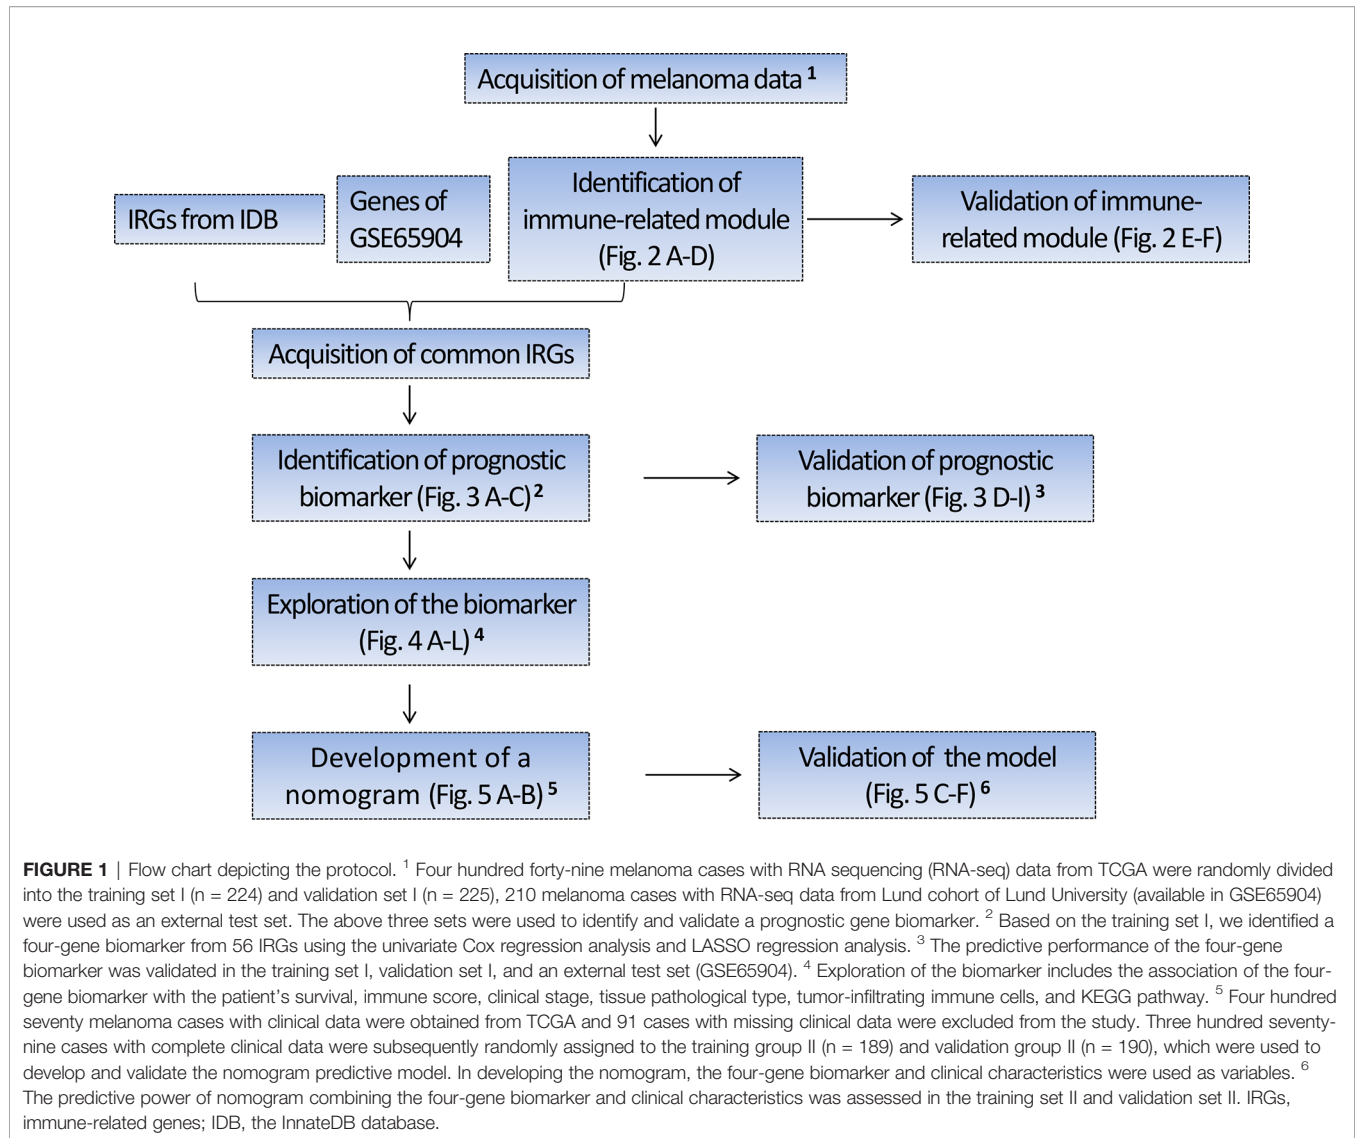 Acquisition of melanoma data 1
IRGs from IDB
Genes of
GSE65904
Identification of
immune-related module
(Fig. 2 A-D)
Validation of immune-
related module (Fig. 2 E-F)
Acquisition of common IRGs
Identification of prognostic
biomarker (Fig. 3 A-C) 2
Validation of prognostic
biomarker (Fig. 3 D-I) 3
Exploration of the biomarker
(Fig. 4 A-L) 4
Development of a
nomogram (Fig. 5 A-B) 5
Validation of the model
(Fig. 5 C-F) 6
FIGURE 1 | Flow chart depicting the protocol. 1 Four hundred forty-nine melanoma cases with RNA sequencing (RNA-seq) data from TCGA were randomly divided
into the training set I (n = 224) and validation set I (n = 225), 210 melanoma cases with RNA-seq data from Lund cohort of Lund University (available in GSE65904)
were used as an external test set. The above three sets were used to identify and validate a prognostic gene biomarker. 2 Based on the training set I, we identified a
four-gene biomarker from 56 IRGs using the univariate Cox regression analysis and LASSO regression analysis. 3 The predictive performance of the four-gene
biomarker was validated in the training set I, validation set I, and an external test set (GSE65904). 4 Exploration of the biomarker includes the association of the four-
gene biomarker with the patient's survival, immune score, clinical stage, tissue pathological type, tumor-infiltrating immune cells, and KEGG pathway. 5 Four hundred
seventy melanoma cases with clinical data were obtained from TCGA and 91 cases with missing clinical data were excluded from the study. Three hundred seventy-
nine cases with complete clinical data were subsequently randomly assigned to the training group II (n = 189) and validation group II (n = 190), which were used to
develop and validate the nomogram predictive model. In developing the nomogram, the four-gene biomarker and clinical characteristics were used as variables. 6
The predictive power of nomogram combining the four-gene biomarker and clinical characteristics was assessed in the training set II and validation set II. IRGs,
immune-related genes; IDB, the InnateDB database.